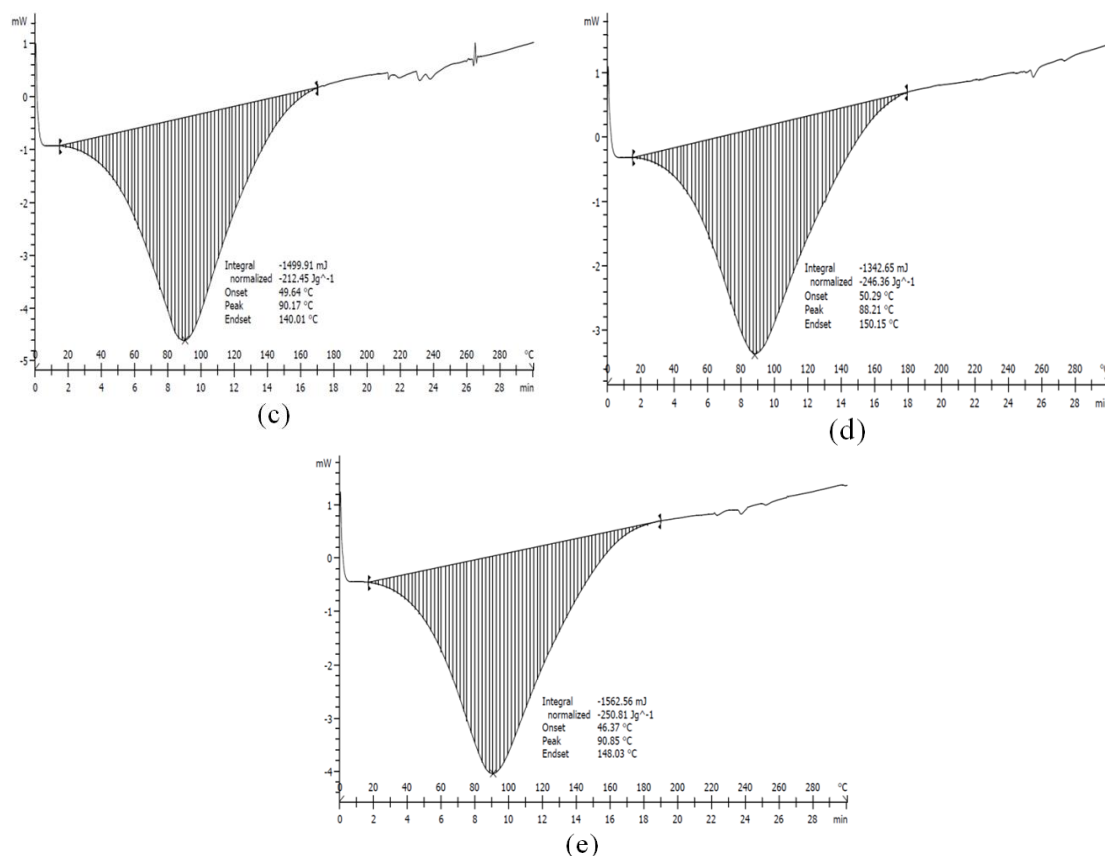 mW
1
0
-1
-2
-3
-4
-5
Integral -1499.91 mJ
normalized -212.45 Jg^-1
Onset 49.64 °C
Peak 90.17 °C
Endset 140.01 °C
0 20 40 60 80 100 120 140 160 180 200 220 240 260 280 °C
0 2 4 6 8 10 12 14 16 18 20 22 24 26 28 min
(c)
mW
1
0
-1
-2
-3
Integral -1342.65 mJ
normalized -246.36 Jg^-1
Onset 50.29 °C
Peak 88.21 °C
Endset 150.15 °C
0 20 40 60 80 100 120 140 160 180 200 220 240 260 280 °C
0 2 4 6 8 10 12 14 16 18 20 22 24 26 28 min
(d)
mW
1
0
-1
-2
-3
-4
Integral -1562.56 mJ
normalized -250.81 Jg^-1
Onset 46.37 °C
Peak 90.85 °C
Endset 148.03 °C
0 20 40 60 80 100 120 140 160 180 200 220 240 260 280 °C
0 2 4 6 8 10 12 14 16 18 20 22 24 26 28 min
(e)